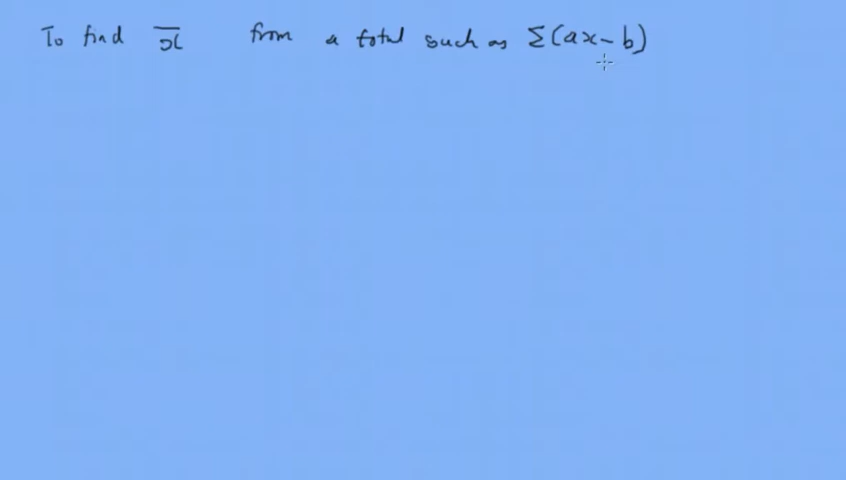 To find x̄ from a total such as Σ(ax-b)